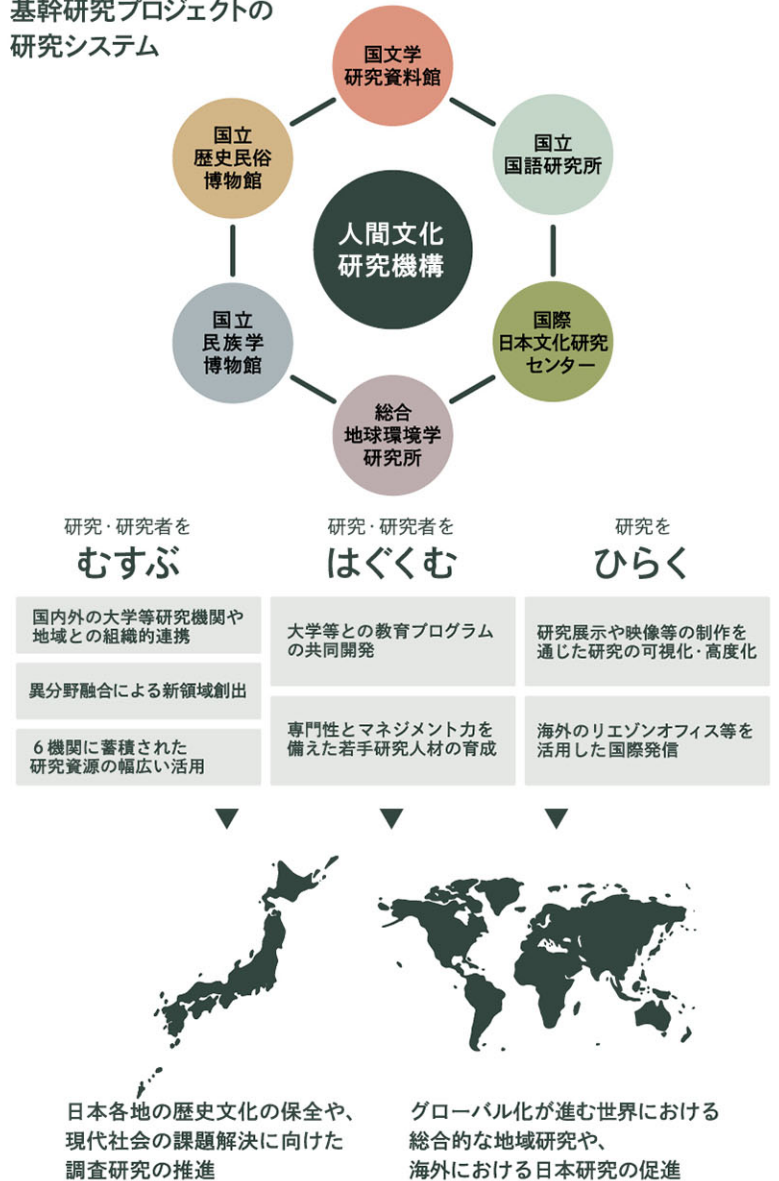 基幹研究プロジェクトの
研究システム
国文学
研究資料館
国立
歴史民俗
博物館
国立
国語研究所
人間文化
研究機構
国立
民族学
博物館
国際
日本文化研究
センター
総合
地球環境学
研究所
研究・研究者を
むすぶ
国内外の大学等研究機関や
地域との組織的連携
異分野融合による新領域創出
6機関に蓄積された
研究資源の幅広い活用
研究・研究者を
はぐくむ
大学等との教育プログラム
の共同開発
専門性とマネジメント力を
備えた若手研究人材の育成
研究を
ひらく
研究展示や映像等の制作を
通じた研究の可視化・高度化
海外のリエゾンオフィス等を
活用した国際発信
日本各地の歴史文化の保全や、
現代社会の課題解決に向けた
調査研究の推進
グローバル化が進む世界における
総合的な地域研究や、
海外における日本研究の促進